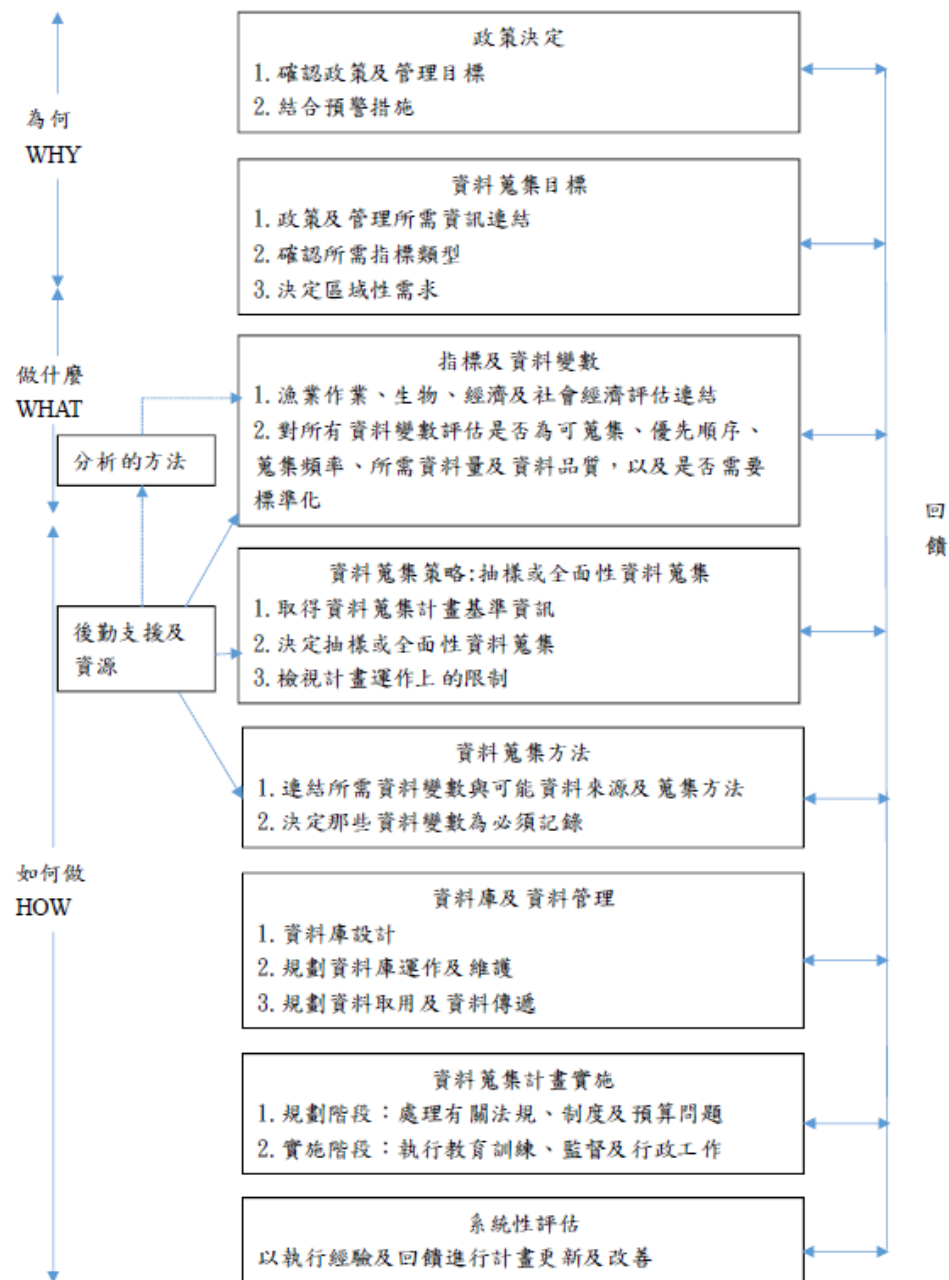 政策決定
1.確認政策及管理目標
2.結合預警措施
為何
WHY
資料蒐集目標
1.政策及管理所需資訊連結
2.確認所需指標類型
3.決定區域性需求
做什麼
WHAT
指標及資料變數
1.漁業作業、生物、經濟及社會經濟評估連結
2.對所有資料變數評估是否為可蒐集、優先順序、
蒐集頻率、所需資料量及資料品質，以及是否需要
標準化
分析的方法
回
饋
資料蒐集策略:抽樣或全面性資料蒐集
1.取得資料蒐集計畫基準資訊
2.決定抽樣或全面性資料蒐集
3.檢視計畫運作上的限制
後勤支援及
資源
資料蒐集方法
1.連結所需資料變數與可能資料來源及蒐集方法
2.決定那些資料變數為必須記錄
如何做
HOW
資料庫及資料管理
1.資料庫設計
2.規劃資料庫運作及維護
3.規劃資料取用及資料傳遞
資料蒐集計畫實施
1.規劃階段：處理有關法規、制度及預算問題
2.實施階段：執行教育訓練、監督及行政工作
系統性評估
以執行經驗及回饋進行計畫更新及改善